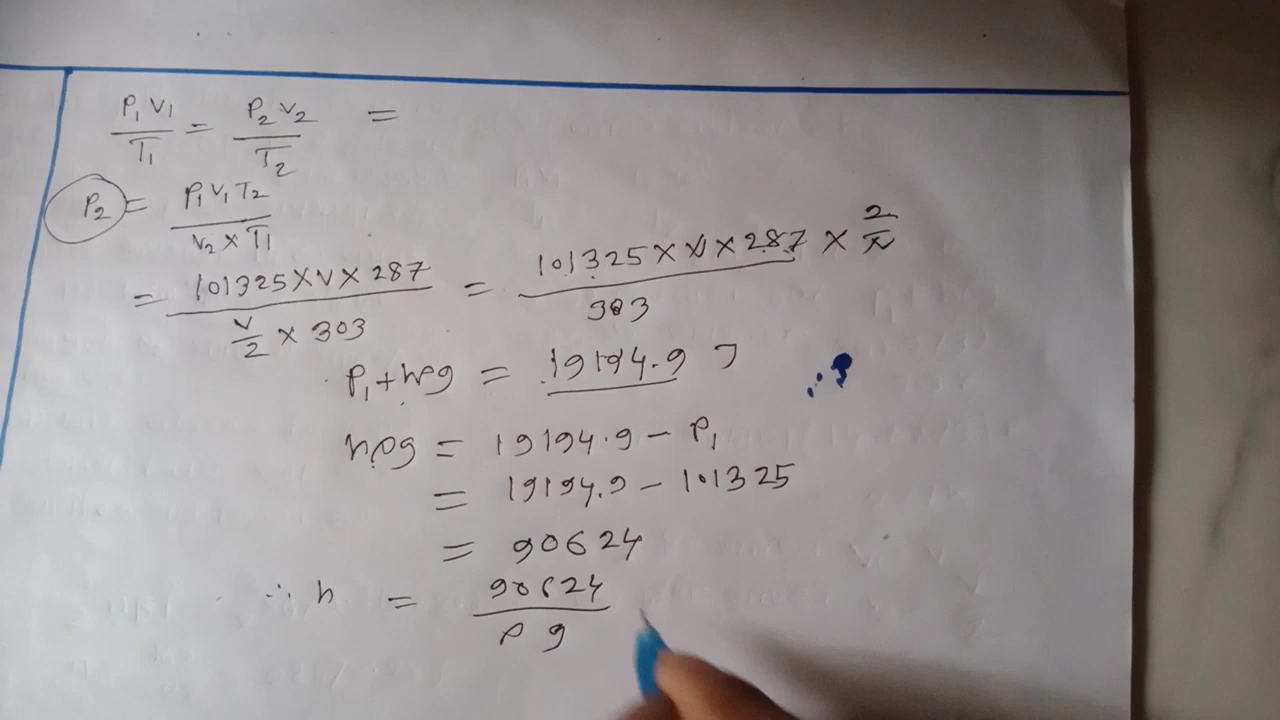 P₁V₁/T₁ = P₂V₂/T₂ =
P₂ = P₁V₁T₂/V₂ × T₁
= 101325 × V × 287/(V/2 × 303) = 101325 × V × 287/303 × 2/V
P₁ + hρg = 19194.9
hρg = 19194.9 − P₁
= 19194.9 − 101325
= 90624
∴ h = 90624/ρg